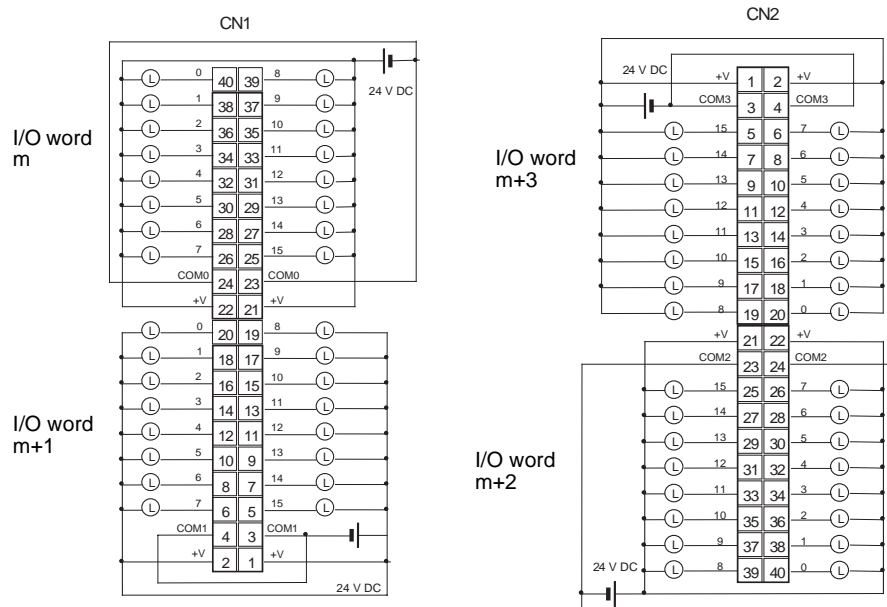 CN1
24 V DC
I/O word
m
L 0 40 39 8 L
L 1 38 37 9 L
L 2 36 35 10 L
L 3 34 33 11 L
L 4 32 31 12 L
L 5 30 29 13 L
L 6 28 27 14 L
L 7 26 25 15 L
COM0 24 23 COM0
+V 22 21 +V
I/O word
m+1
L 0 20 19 8 L
L 1 18 17 9 L
L 2 16 15 10 L
L 3 14 13 11 L
L 4 12 11 12 L
L 5 10 9 13 L
L 6 8 7 14 L
L 7 6 5 15 L
COM1 4 3 COM1
+V 2 1 +V
24 V DC
CN2
24 V DC
+V 1 2 +V
COM3 3 4 COM3
I/O word
m+3
L 15 5 6 7 L
L 14 7 8 6 L
L 13 9 10 5 L
L 12 11 12 4 L
L 11 13 14 3 L
L 10 15 16 2 L
L 9 17 18 1 L
L 8 19 20 0 L
+V 21 22 +V
COM2 23 24 COM2
I/O word
m+2
L 15 25 26 7 L
L 14 27 28 6 L
L 13 29 30 5 L
L 12 31 32 4 L
L 11 33 34 3 L
L 10 35 36 2 L
L 9 37 38 1 L
L 8 39 40 0 L
24 V DC